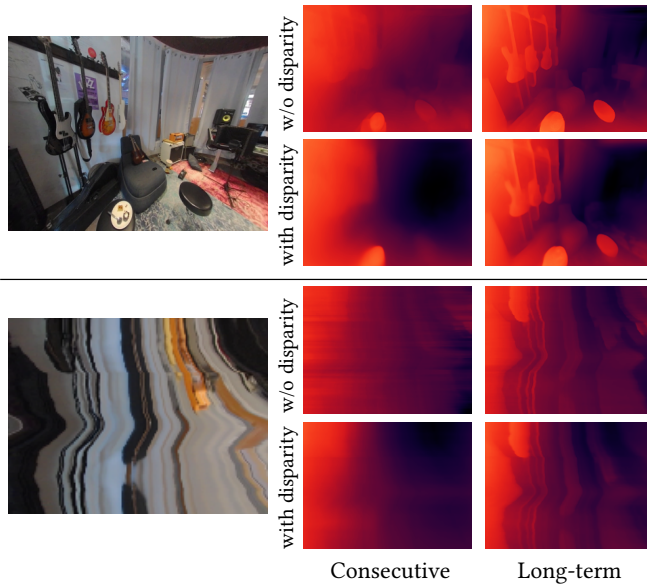 w/o disparity
with disparity
w/o disparity
with disparity
Consecutive
Long-term